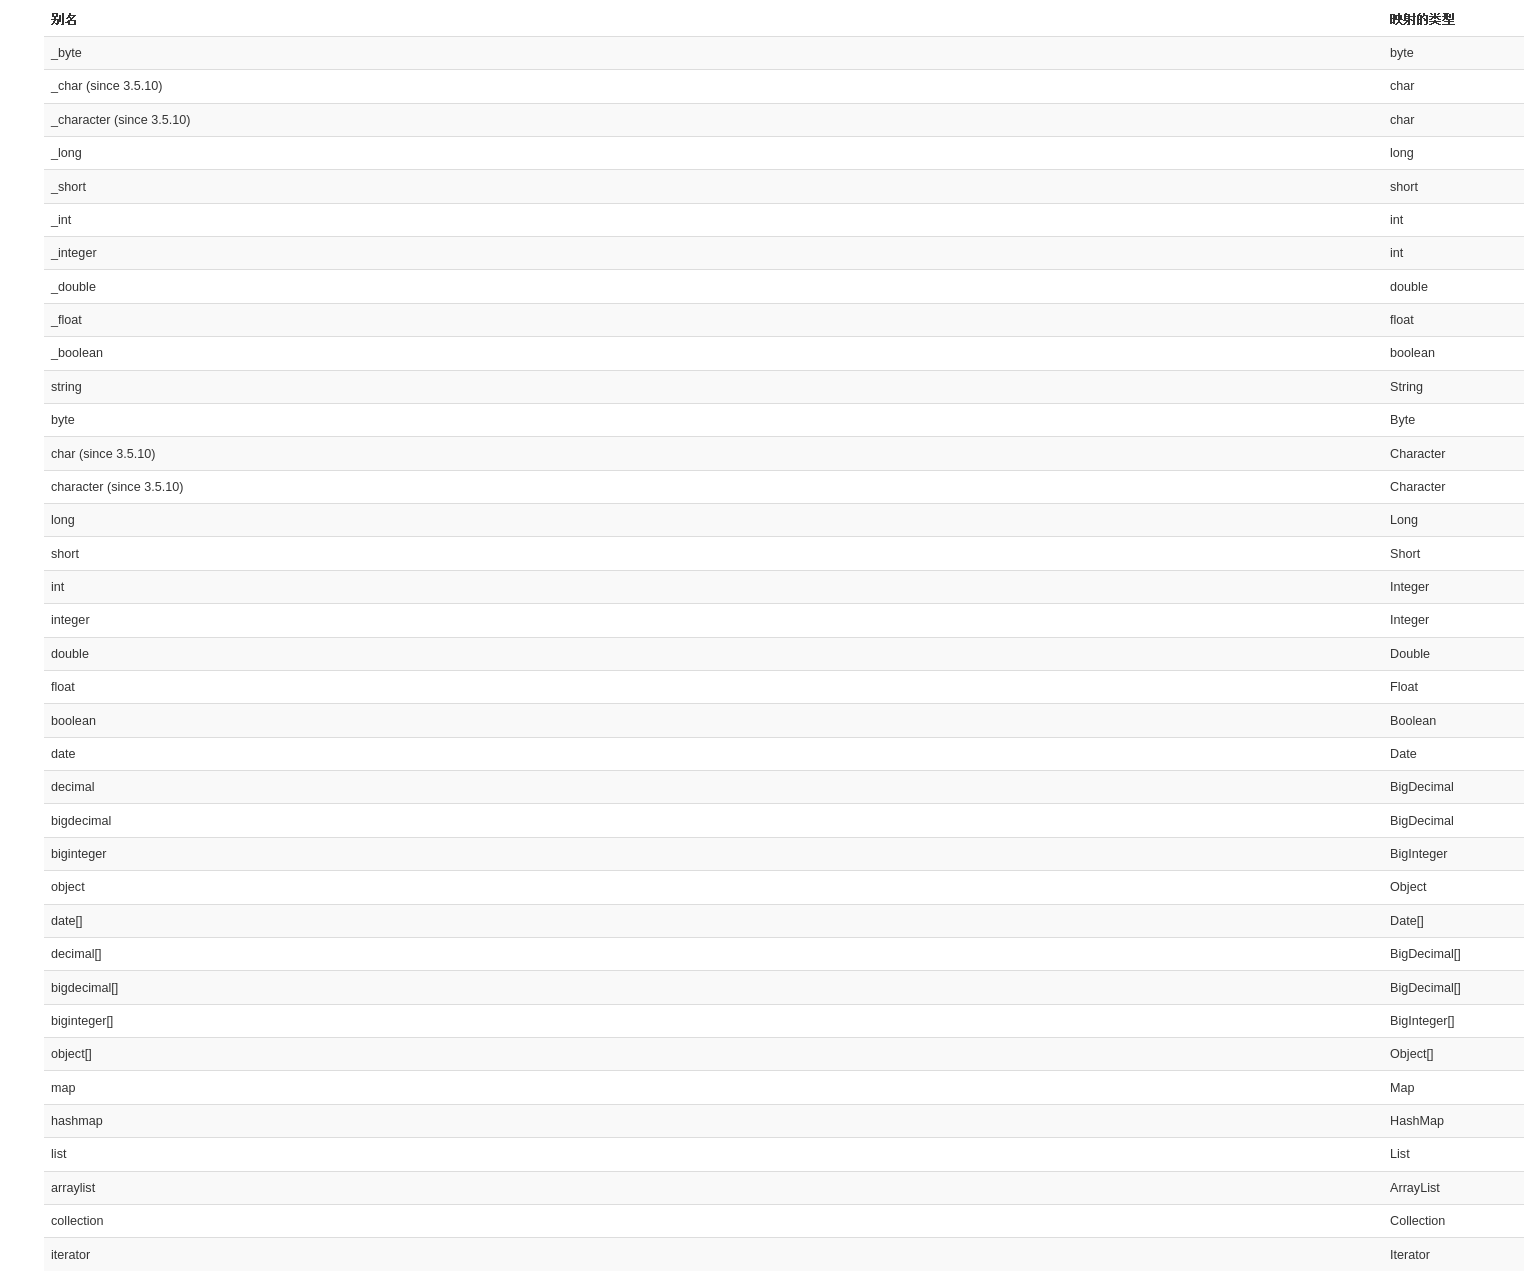 别名 映射的类型
_byte byte
_char (since 3.5.10) char
_character (since 3.5.10) char
_long long
_short short
_int int
_integer int
_double double
_float float
_boolean boolean
string String
byte Byte
char (since 3.5.10) Character
character (since 3.5.10) Character
long Long
short Short
int Integer
integer Integer
double Double
float Float
boolean Boolean
date Date
decimal BigDecimal
bigdecimal BigDecimal
biginteger BigInteger
object Object
date[] Date[]
decimal[] BigDecimal[]
bigdecimal[] BigDecimal[]
biginteger[] BigInteger[]
object[] Object[]
map Map
hashmap HashMap
list List
arraylist ArrayList
collection Collection
iterator Iterator